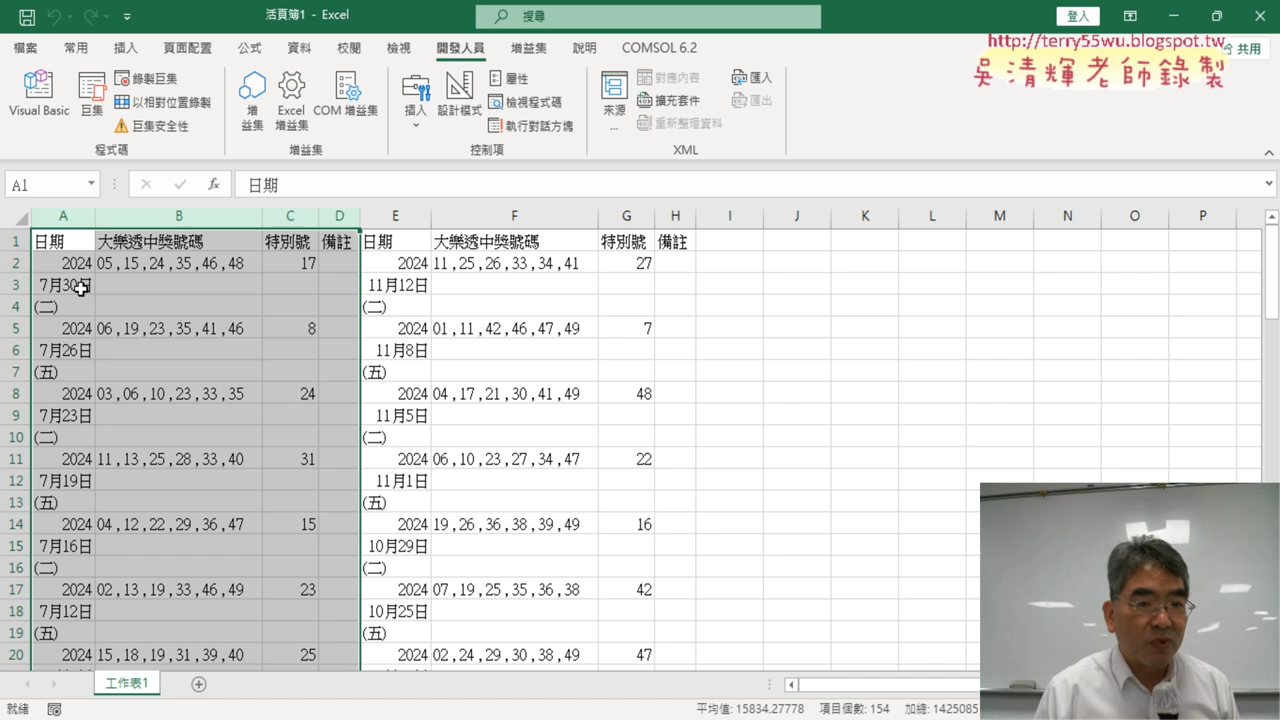 活頁簿1 - Excel
搜尋
登入
檔案 常用 插入 頁面配置 公式 資料 校閱 檢視 開發人員 增益集 說明 COMSOL 6.2
http://terry55wu.blogspot.tw
吳清輝老師錄製
共用
Visual Basic
巨集
錄製巨集
以相對位置錄製
巨集安全性
程式碼
增益集
Excel 增益集
COM 增益集
增益集
插入
設計模式
屬性
檢視程式碼
執行對話方塊
控制項
來源...
對應內容
擴充套件
重新整理資料
匯入
匯出
XML
A1
fx
日期
A B C D E F G H I J K L M N O P
1 日期 大樂透中獎號碼 特別號 備註 日期 大樂透中獎號碼 特別號 備註
2 2024 05,15,24,35,46,48 17 2024 11,25,26,33,34,41 27
3 7月30日 11月12日
4 (二) (二)
5 2024 06,19,23,35,41,46 8 2024 01,11,42,46,47,49 7
6 7月26日 11月8日
7 (五) (五)
8 2024 03,06,10,23,33,35 24 2024 04,17,21,30,41,49 48
9 7月23日 11月5日
10 (二) (二)
11 2024 11,13,25,28,33,40 31 2024 06,10,23,27,34,47 22
12 7月19日 11月1日
13 (五) (五)
14 2024 04,12,22,29,36,47 15 2024 19,26,36,38,39,49 16
15 7月16日 10月29日
16 (二) (二)
17 2024 02,13,19,33,46,49 23 2024 07,19,25,35,36,38 42
18 7月12日 10月25日
19 (五) (五)
20 2024 15,18,19,31,39,40 25 2024 02,24,29,30,38,49 47
工作表1
就緒
平均值: 15834.27778 項目個數: 154 加總: 1425085